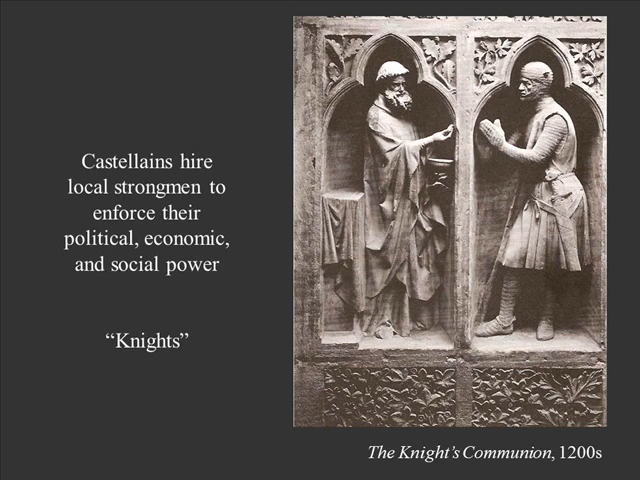 Castellains hire
local strongmen to
enforce their
political, economic,
and social power
“Knights”
The Knight’s Communion, 1200s